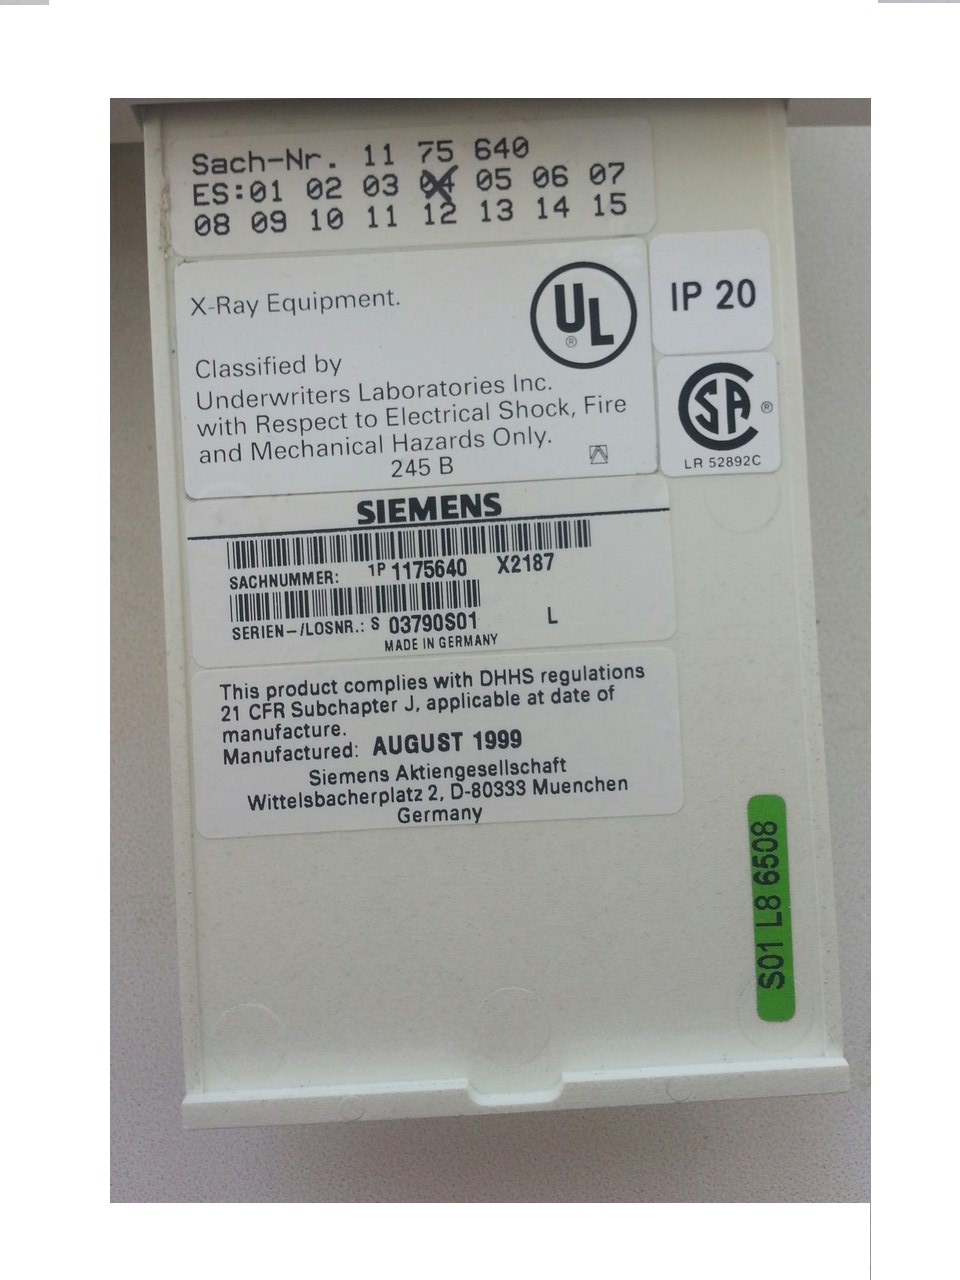 Sach-Nr. 11 75 640
ES:01 02 03 04 05 06 07
08 09 10 11 12 13 14 15
X-Ray Equipment.
UL
®
IP 20
Classified by
Underwriters Laboratories Inc.
with Respect to Electrical Shock, Fire
and Mechanical Hazards Only.
245 B
SA ®
LR 52892C
SIEMENS
SACHNUMMER: 1P 1175640 X2187
SERIEN-/LOSNR.: S 03790S01 L
MADE IN GERMANY
This product complies with DHHS regulations
21 CFR Subchapter J, applicable at date of
manufacture.
Manufactured: AUGUST 1999
Siemens Aktiengesellschaft
Wittelsbacherplatz 2, D-80333 Muenchen
Germany
S01 L8 6508